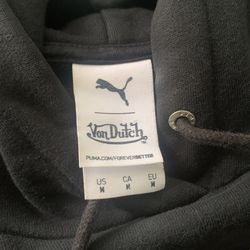 Von Dutch
PUMA.COM/FOREVERBETTER
US CA EU
M M M